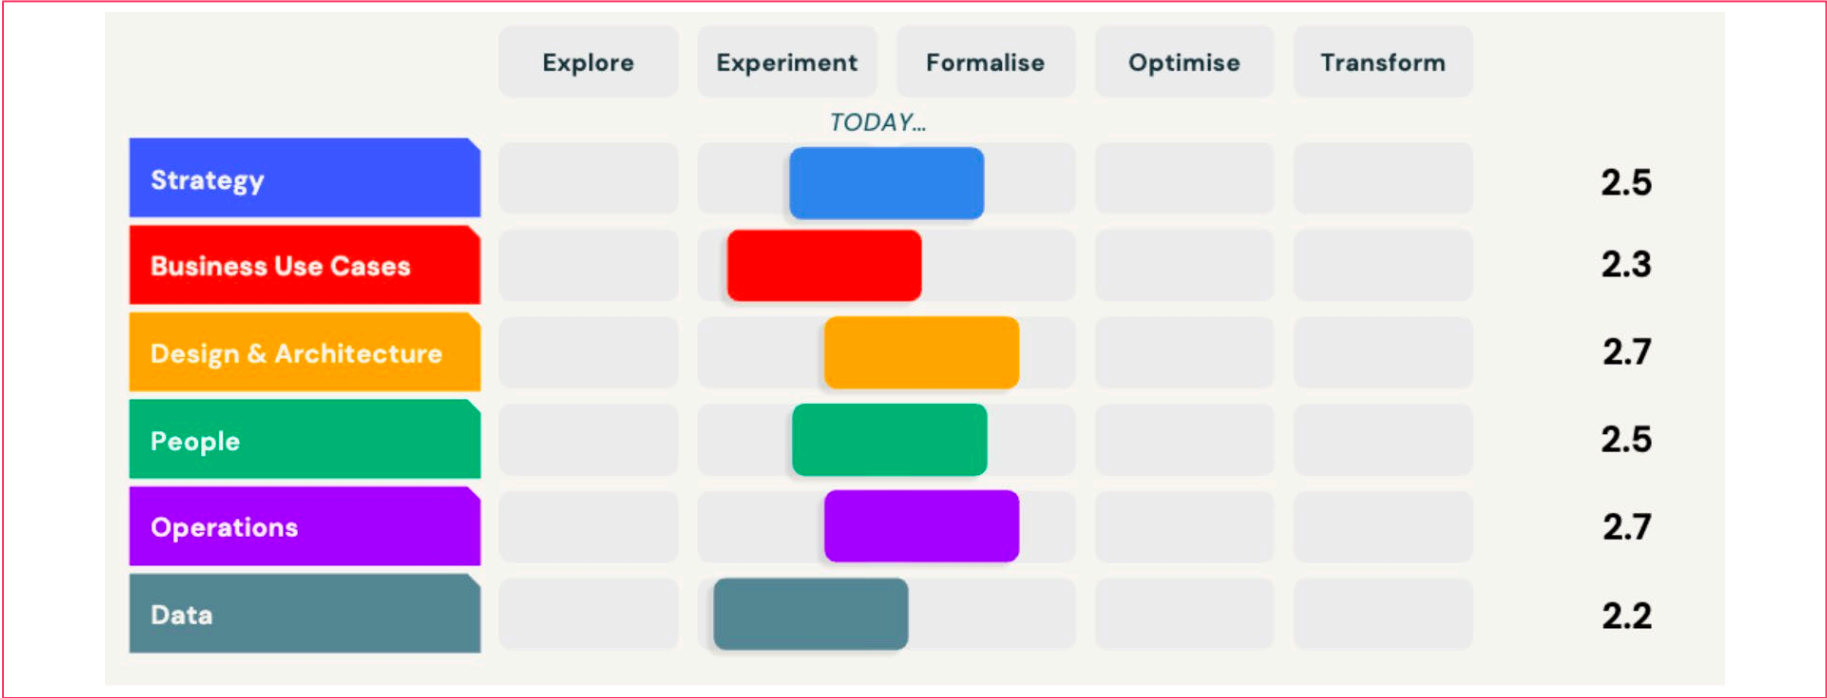 Explore Experiment Formalise Optimise Transform
TODAY...
Strategy 2.5
Business Use Cases 2.3
Design & Architecture 2.7
People 2.5
Operations 2.7
Data 2.2